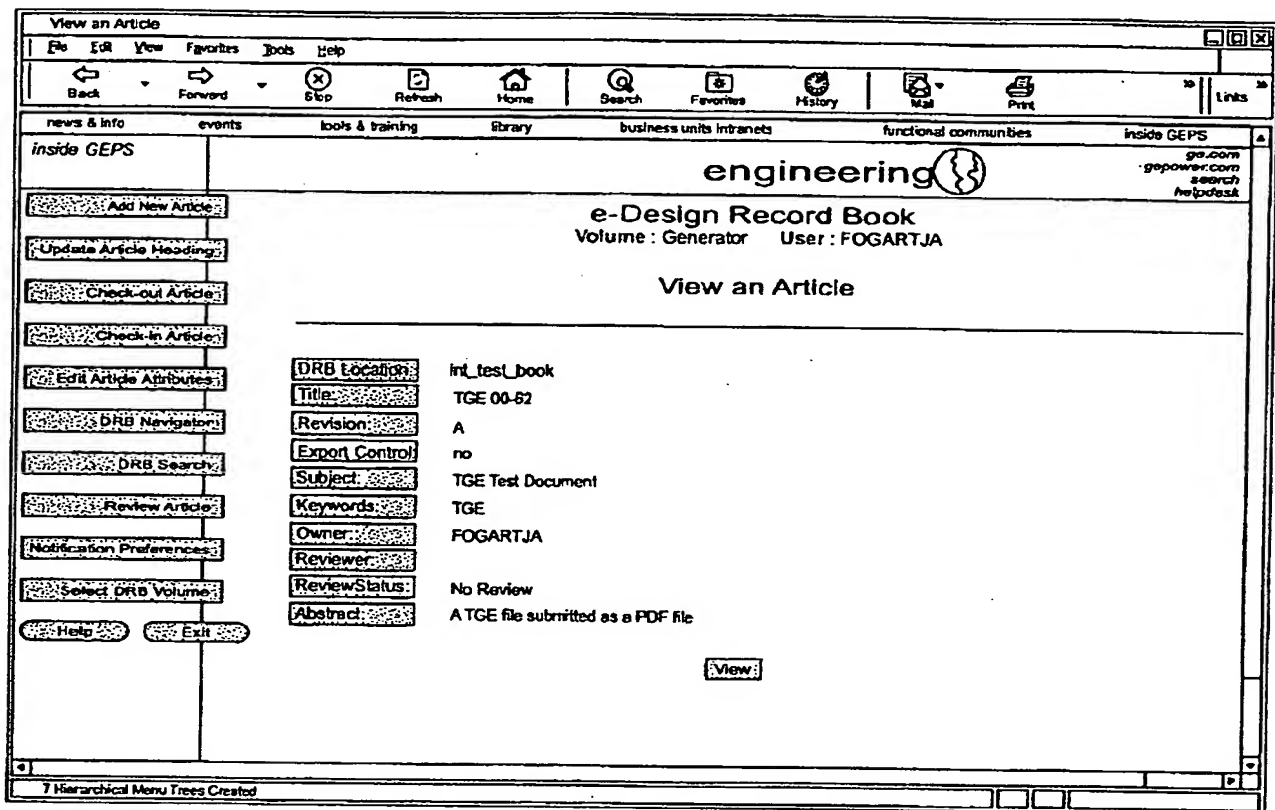 View an Article
File Edit View Favorites Tools Help
Back Forward Stop Refresh Home Search Favorites History Mail Print » Links »
news & info events tools & training library business units intranets functional communities inside GEPS
inside GEPS
engineering
ge.com
gepower.com
search
helpdesk
e-Design Record Book
Volume : Generator User : FOGARTJA
View an Article
Add New Article
Update Article Heading
Check-out Article
Check-in Article
Edit Article Attributes
DRB Navigator
DRB Search
Review Article
Notification Preferences
Select DRB Volume
Help Exit
DRB Location: int_test_book
Title: TGE 00-62
Revision: A
Export Control: no
Subject: TGE Test Document
Keywords: TGE
Owner: FOGARTJA
Reviewer:
ReviewStatus: No Review
Abstract: A TGE file submitted as a PDF file
View
7 Hierarchical Menu Trees Created